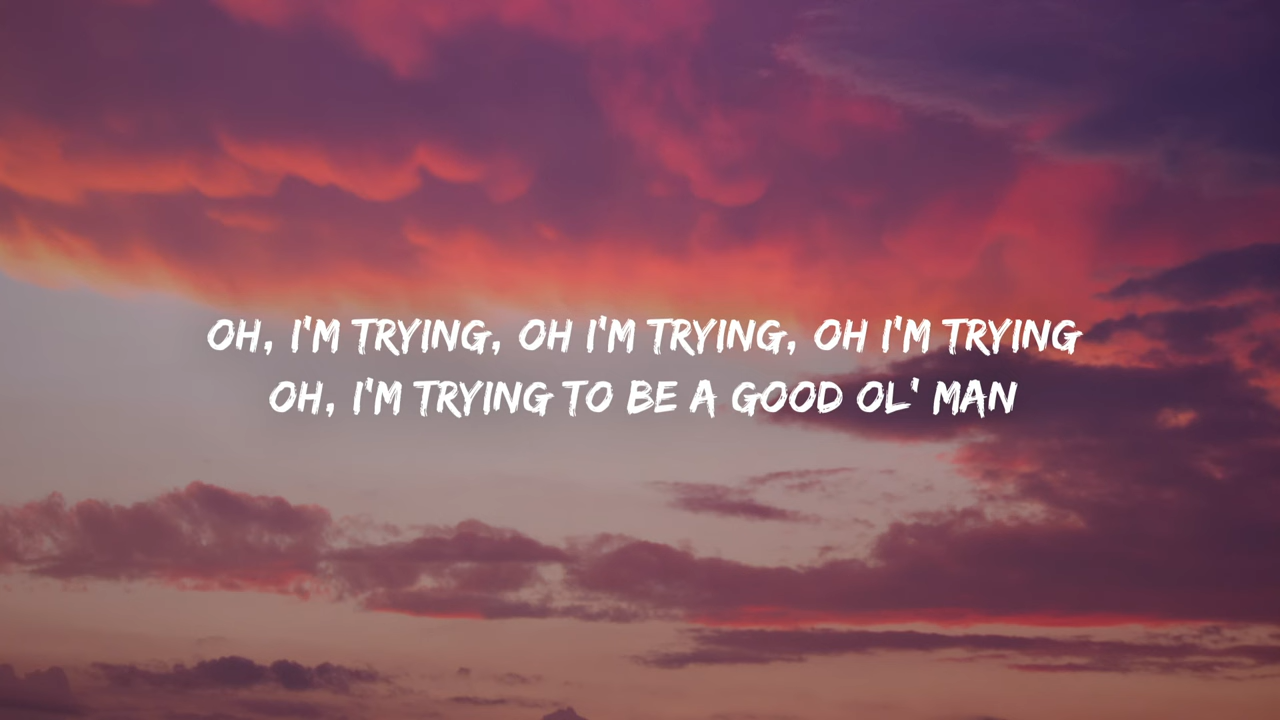 OH, I'M TRYING, OH I'M TRYING, OH I'M TRYING
OH, I'M TRYING TO BE A GOOD OL' MAN